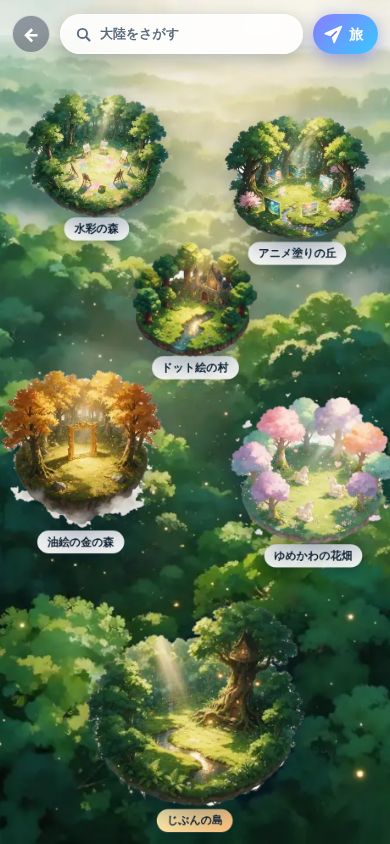 大陸をさがす
旅
水彩の森
アニメ塗りの丘
ドット絵の村
油絵の金の森
ゆめかわの花畑
じぶんの島